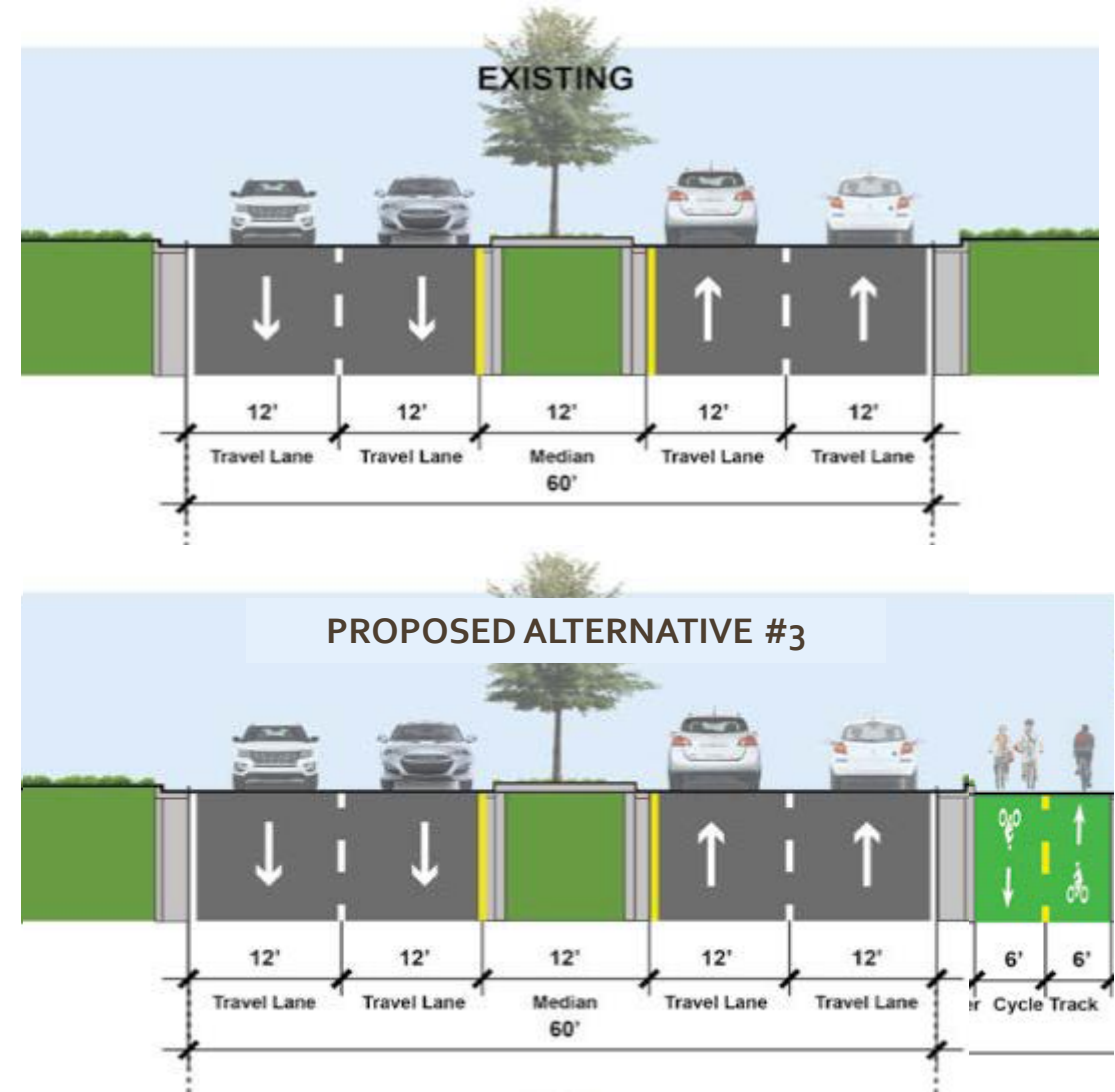 EXISTING
12' 12' 12' 12' 12'
Travel Lane Travel Lane Median Travel Lane Travel Lane
60'
PROPOSED ALTERNATIVE #3
12' 12' 12' 12' 12' 6' 6'
Travel Lane Travel Lane Median Travel Lane Travel Lane er Cycle Track
60'